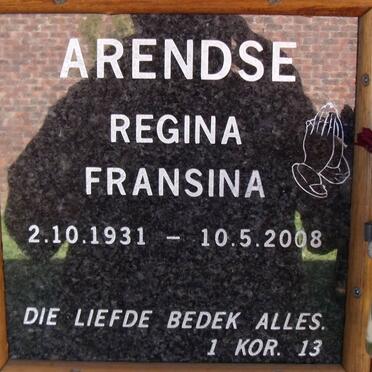 ARENDSE
REGINA
FRANSINA
2.10.1931 – 10.5.2008
DIE LIEFDE BEDEK ALLES.
1 KOR. 13